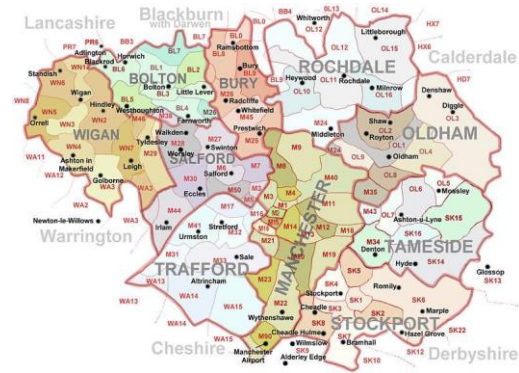 Lancashire
Blackburn
with Darwen
BL0
BB4
Whitworth
OL13
OL14
HX7
Littleborough
PR7
PR6
Adlington
Blackrod
Horwich
BL7
Ramsbottom
BL8
OL12
OL15
HX6
Calderdale
Standish
BL6
BOLTON
Bury
BURY
ROCHDALE
Heywood
OL10
OL11
Rochdale
Milnrow
OL16
HD7
WN6
WN1
Wigan
BL5
Bolton
BL3
Little Lever
Radcliffe
Whitefield
M26
M45
Denshaw
Diggle
OL3
WN8
Orrell
WN5
WN3
Hindley
Westhoughton
Farnworth
BL4
Prestwich
M25
M24
Middleton
Shaw
OL2
Royton
OLDHAM
Oldham
OL4
WIGAN
WN2
M46
M29
Tyldesley
Walkden
M28
Worsley
M27
Swinton
SALFORD
M9
M40
OL9
OL1
OL8
WN4
WN7
Leigh
Ashton in
Makerfield
M6
M7
M8
Salford
M35
WA11
WA12
Golborne
WA3
M30
Eccles
M50
M5
M3
M4
M11
M43
OL7
OL6
OL5
Mossley
WA2
Newton-le-Willows
M44
Irlam
M17
M41
Urmston
Stretford
M32
M16
M15
M14
M12
M18
M34
Denton
Ashton-u-Lyne
SK16
SK15
TAMESIDE
Warrington
WA3
M31
M33
Sale
M21
M20
M19
MANCHESTER
Hyde
SK14
Glossop
SK13
TRAFFORD
Altrincham
WA13
WA14
WA15
M23
M22
Wythenshawe
SK5
SK4
Stockport
SK1
Romily
SK6
Marple
Cheadle
SK3
SK8
SK2
STOCKPORT
SK22
Cheadle Hulme
SK7
Hazel Grove
Bramhall
SK12
M90
Manchester
Airport
Wilmslow
SK9
Alderley Edge
SK10
Cheshire
Derbyshire